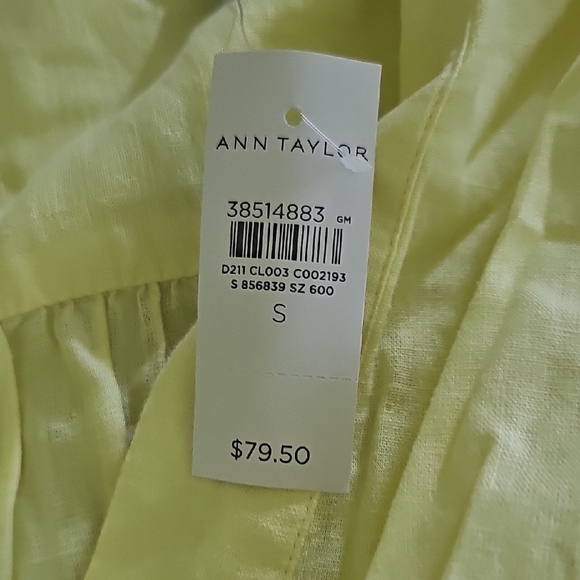 ANN TAYLOR
38514883 GM
D211 CL003 C002193
S 856839 SZ 600
S
$79.50